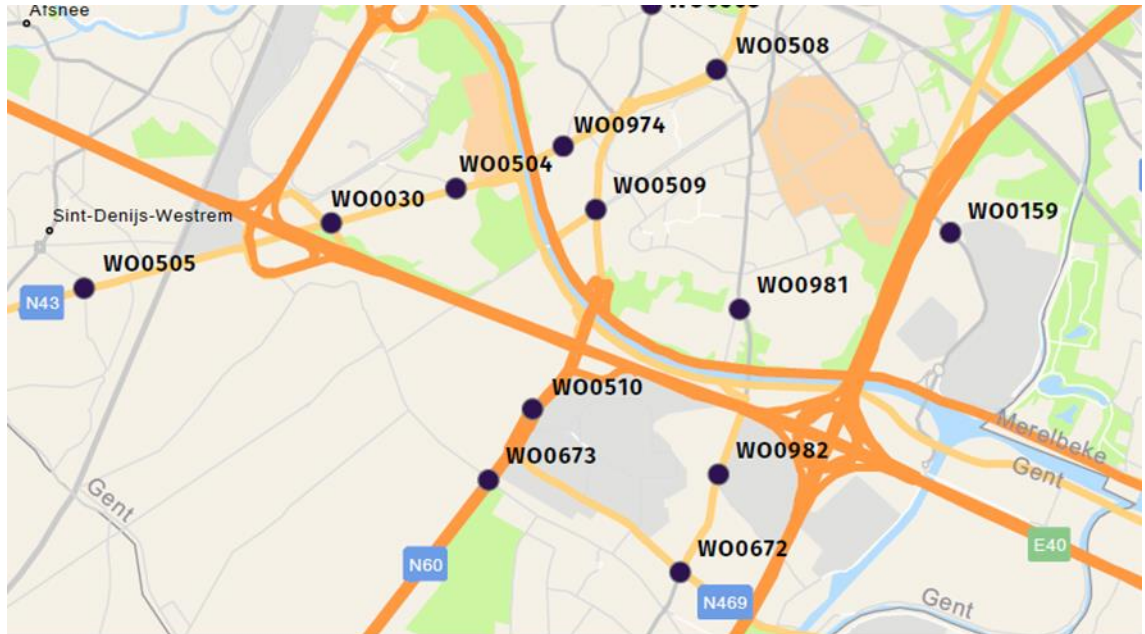 Afsnee
WO0508
WO0974
WO0504
WO0509
WO0030
Sint-Denijs-Westrem
WO0159
WO0505
WO0981
N43
WO0510
Merelbeke
Gent
WO0673
WO0982
Gent
WO0672
E40
N60
N469
Gent